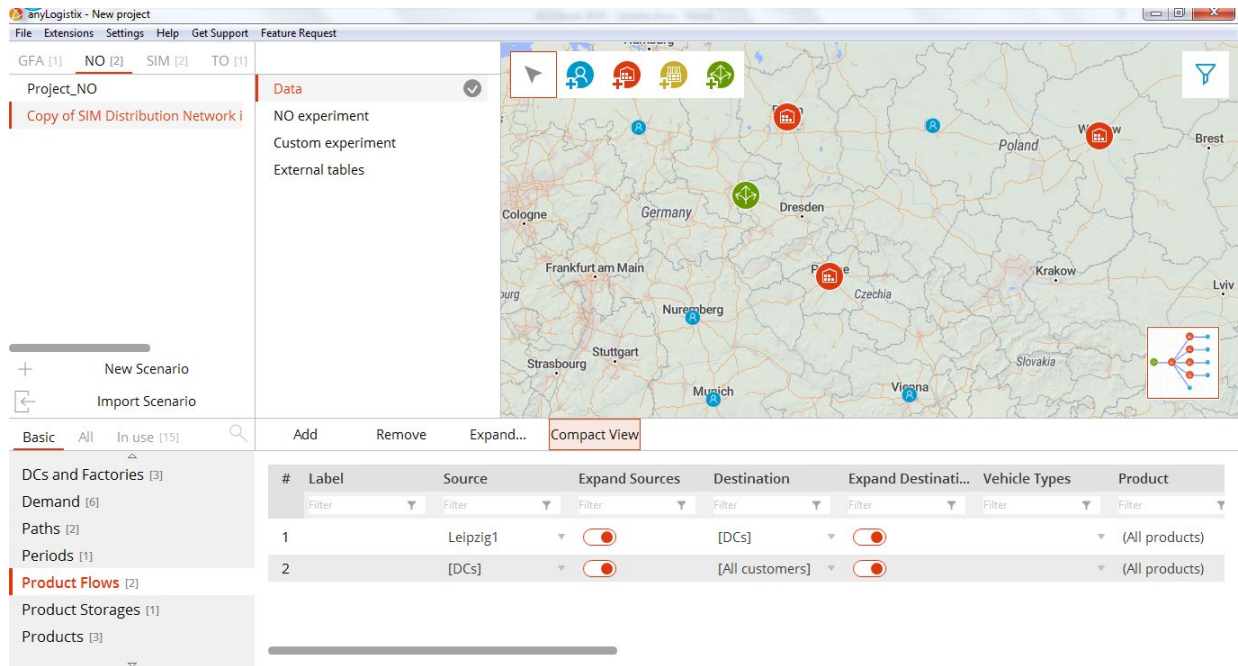 anyLogistix - New project
File Extensions Settings Help Get Support Feature Request
GFA [1] NO [2] SIM [2] TO [1]
Project_NO
Copy of SIM Distribution Network i
New Scenario
Import Scenario
Data
NO experiment
Custom experiment
External tables
Poland
Brest
Cologne
Germany
Dresden
Frankfurt am Main
Krakow
Lviv
Czechia
Nuremberg
Stuttgart
Strasbourg
Slovakia
Munich
Vienna
Basic All In use [15]
DCs and Factories [3]
Demand [6]
Paths [2]
Periods [1]
Product Flows [2]
Product Storages [1]
Products [3]
Add Remove Expand... Compact View
# Label Source Expand Sources Destination Expand Destinati... Vehicle Types Product
Filter Filter Filter Filter Filter Filter Filter
1 Leipzig1 [DCs] (All products)
2 [DCs] [All customers] (All products)